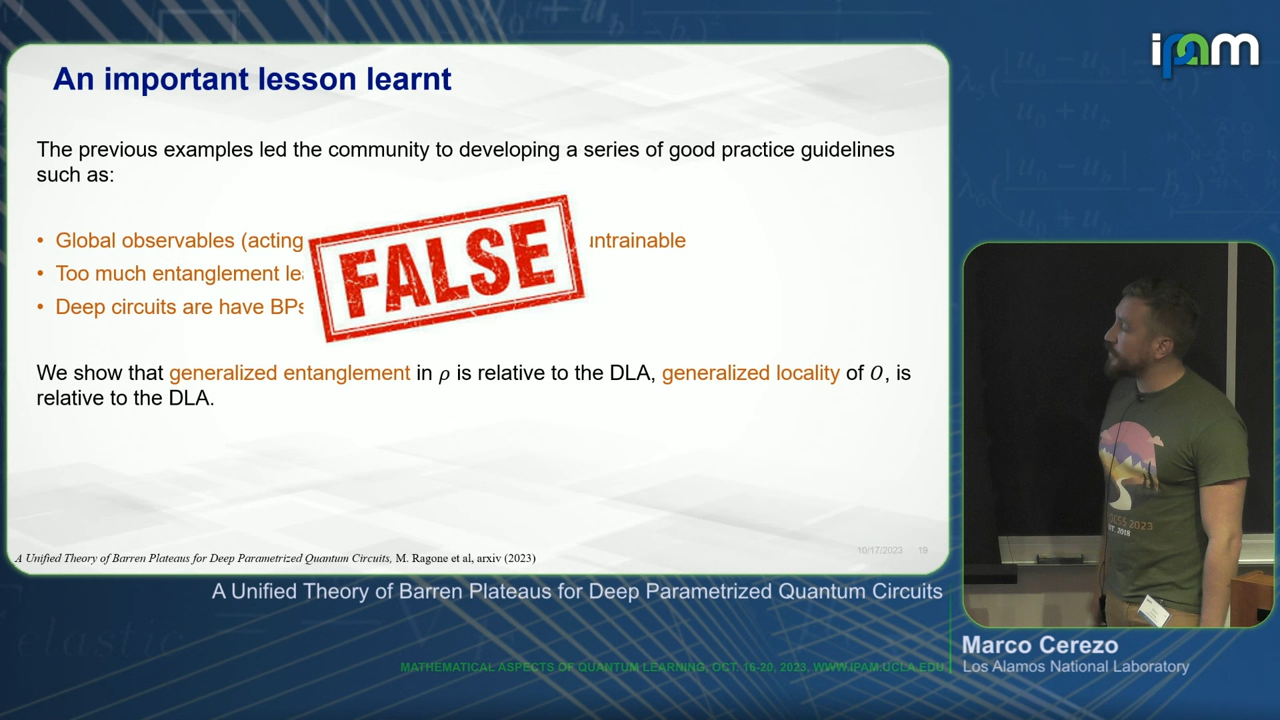 ipam
An important lesson learnt
The previous examples led the community to developing a series of good practice guidelines
such as:
• Global observables (acting
untrainable
• Too much entanglement
• Deep circuits are have BPs
FALSE
We show that generalized entanglement in ρ is relative to the DLA, generalized locality of O, is
relative to the DLA.
10/17/2023 19
A Unified Theory of Barren Plateaus for Deep Parametrized Quantum Circuits, M. Ragone et al, arxiv (2023)
2023
A Unified Theory of Barren Plateaus for Deep Parametrized Quantum Circuits
Marco Cerezo
Los Alamos National Laboratory
MATHEMATICAL ASPECTS OF QUANTUM LEARNING, OCT. 16-20, 2023, WWW.IPAM.UCLA.EDU
elastic